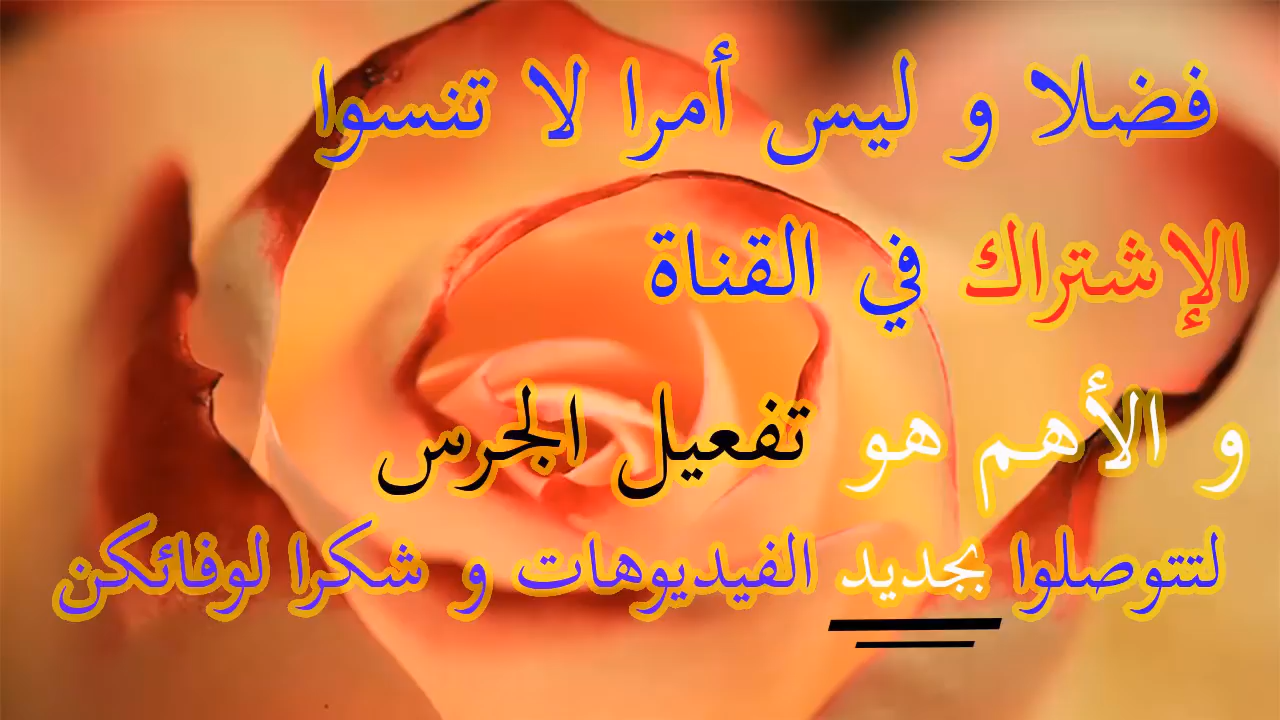 فضلا و ليس أمرا لا تنسوا
الإشتراك في القناة
و الأهم هو تفعيل الجرس
لتتوصلوا بجديد الفيديوهات و شكرا لوفائكن